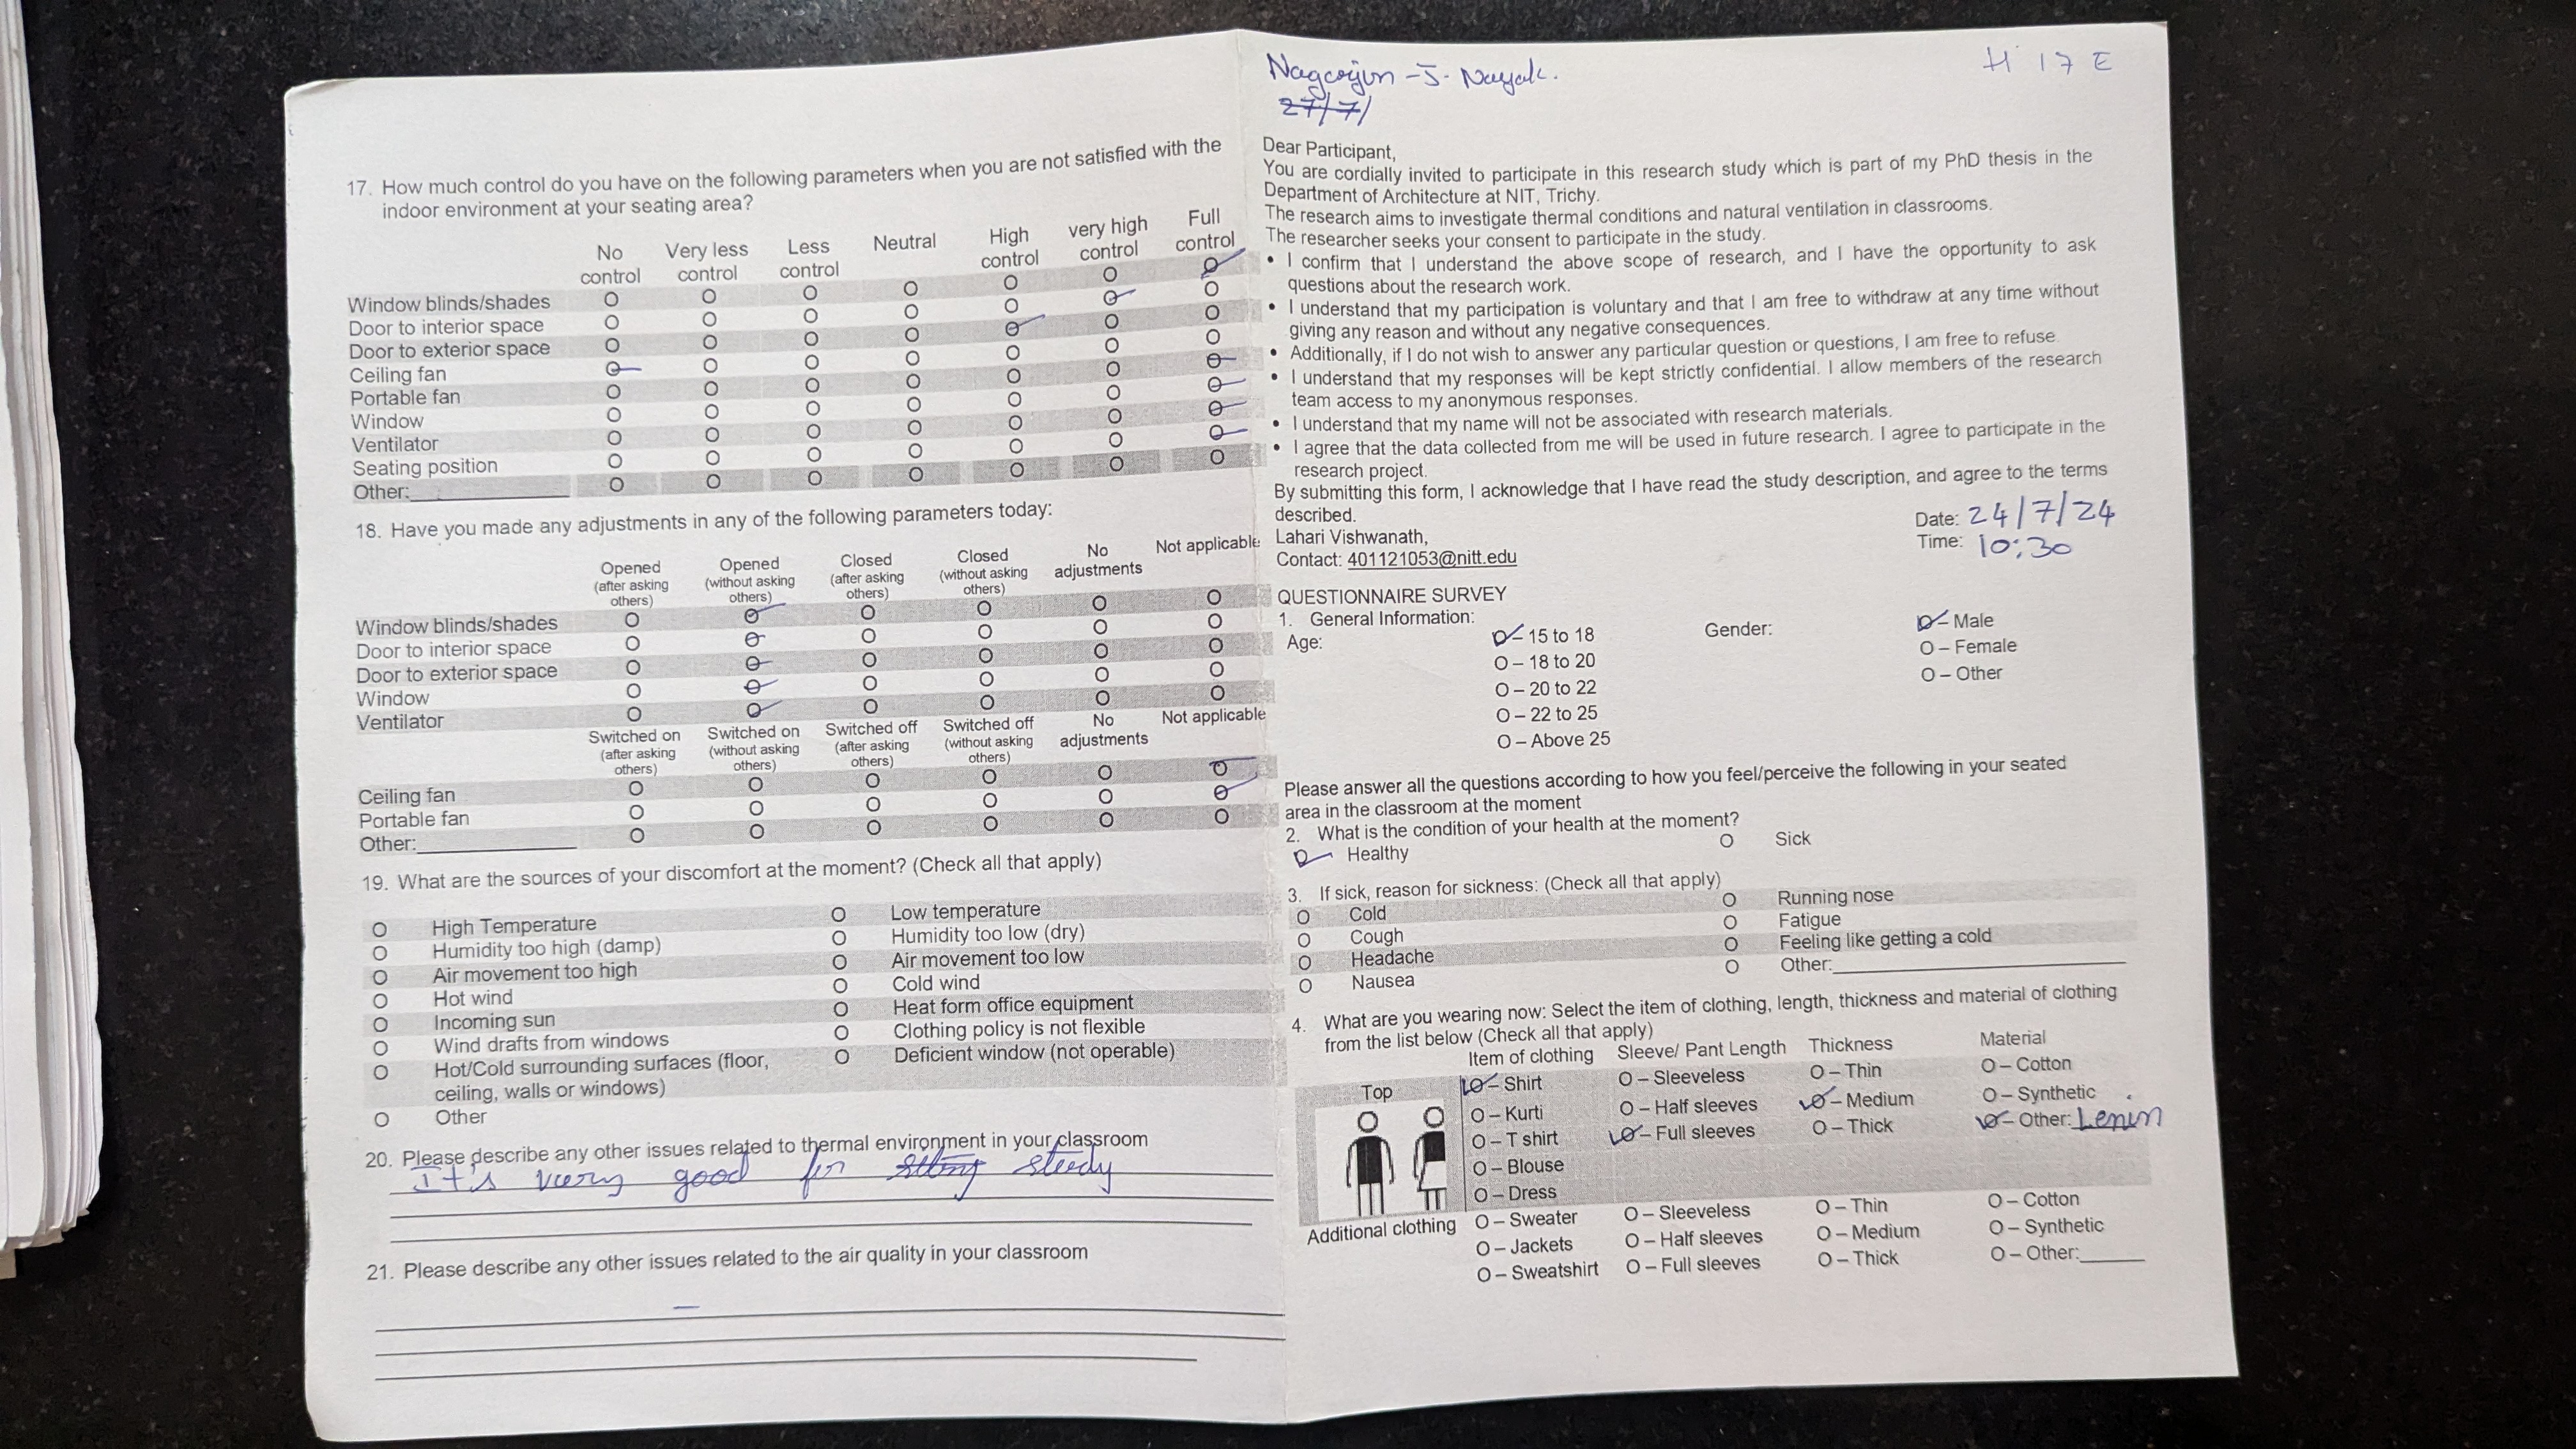 17. How much control do you have on the following parameters when you are not satisfied with the
indoor environment at your seating area?
No control Very less control Less control Neutral High control very high control Full control
Window blinds/shades O O O O O O O
Door to interior space O O O O O O O
Door to exterior space O O O O O O O
Ceiling fan O O O O O O O
Portable fan O O O O O O O
Window O O O O O O O
Ventilator O O O O O O O
Seating position O O O O O O O
Other: O O O O O O O
18. Have you made any adjustments in any of the following parameters today:
Opened (after asking others) Opened (without asking others) Closed (after asking others) Closed (without asking others) No adjustments Not applicable
Window blinds/shades O O O O O O
Door to interior space O O O O O O
Door to exterior space O O O O O O
Window O O O O O O
Ventilator O O O O O O
Switched on (after asking others) Switched on (without asking others) Switched off (after asking others) Switched off (without asking others) No adjustments Not applicable
Ceiling fan O O O O O O
Portable fan O O O O O O
Other: O O O O O O
19. What are the sources of your discomfort at the moment? (Check all that apply)
O High Temperature O Low temperature
O Humidity too high (damp) O Humidity too low (dry)
O Air movement too high O Air movement too low
O Hot wind O Cold wind
O Incoming sun O Heat form office equipment
O Wind drafts from windows O Clothing policy is not flexible
O Hot/Cold surrounding surfaces (floor, O Deficient window (not operable)
ceiling, walls or windows)
O Other
20. Please describe any other issues related to thermal environment in your classroom
It's very good for study
21. Please describe any other issues related to the air quality in your classroom
–
J. Nayak. H 17 E
27/7/
Dear Participant,
You are cordially invited to participate in this research study which is part of my PhD thesis in the
Department of Architecture at NIT, Trichy.
The research aims to investigate thermal conditions and natural ventilation in classrooms.
The researcher seeks your consent to participate in the study.
• I confirm that I understand the above scope of research, and I have the opportunity to ask
questions about the research work.
• I understand that my participation is voluntary and that I am free to withdraw at any time without
giving any reason and without any negative consequences.
• Additionally, if I do not wish to answer any particular question or questions, I am free to refuse
• I understand that my responses will be kept strictly confidential. I allow members of the research
team access to my anonymous responses.
• I understand that my name will not be associated with research materials.
• I agree that the data collected from me will be used in future research. I agree to participate in the
research project.
By submitting this form, I acknowledge that I have read the study description, and agree to the terms
described.
Lahari Vishwanath, Date: 24/7/24
Contact: 401121053@nitt.edu Time: 10:30
QUESTIONNAIRE SURVEY
1. General Information:
Age: O – 15 to 18 Gender: O – Male
O – 18 to 20 O – Female
O – 20 to 22 O – Other
O – 22 to 25
O – Above 25
Please answer all the questions according to how you feel/perceive the following in your seated
area in the classroom at the moment
2. What is the condition of your health at the moment?
O Healthy O Sick
3. If sick, reason for sickness: (Check all that apply)
O Cold O Running nose
O Cough O Fatigue
O Headache O Feeling like getting a cold
O Nausea O Other:
4. What are you wearing now: Select the item of clothing, length, thickness and material of clothing
from the list below (Check all that apply)
Item of clothing Sleeve/ Pant Length Thickness Material
Top O – Shirt O – Sleeveless O – Thin O – Cotton
O – Kurti O – Half sleeves O – Medium O – Synthetic
O – T shirt O – Full sleeves O – Thick O – Other: Lenin
O – Blouse
O – Dress
Additional clothing O – Sweater O – Sleeveless O – Thin O – Cotton
O – Jackets O – Half sleeves O – Medium O – Synthetic
O – Sweatshirt O – Full sleeves O – Thick O – Other: